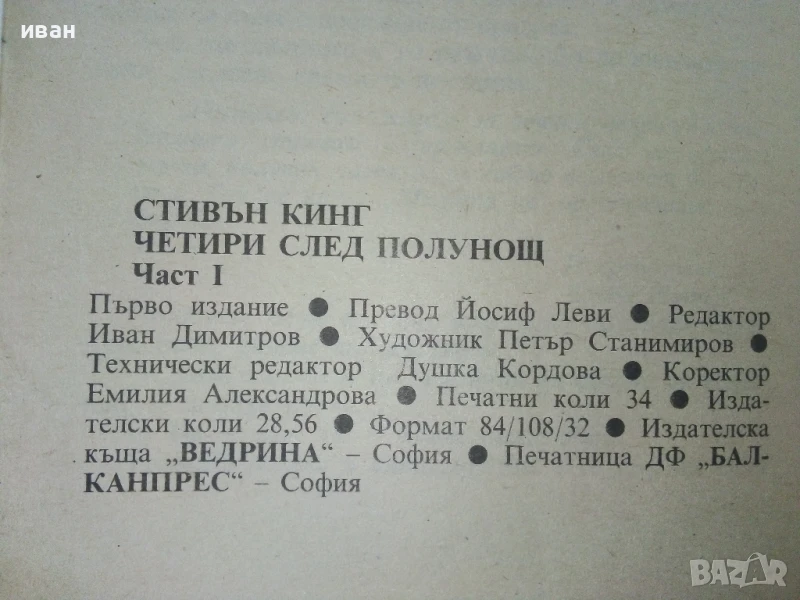 иван
СТИВЪН КИНГ
ЧЕТИРИ СЛЕД ПОЛУНОЩ
Част I
Първо издание ● Превод Йосиф Леви ● Редактор
Иван Димитров ● Художник Петър Станимиров ●
Технически редактор Душка Кордова ● Коректор
Емилия Александрова ● Печатни коли 34 ● Изда-
телски коли 28,56 ● Формат 84/108/32 ● Издателска
къща „ВЕДРИНА“ – София ● Печатница ДФ „БАЛ-
КАНПРЕС“ – София
BAZAR